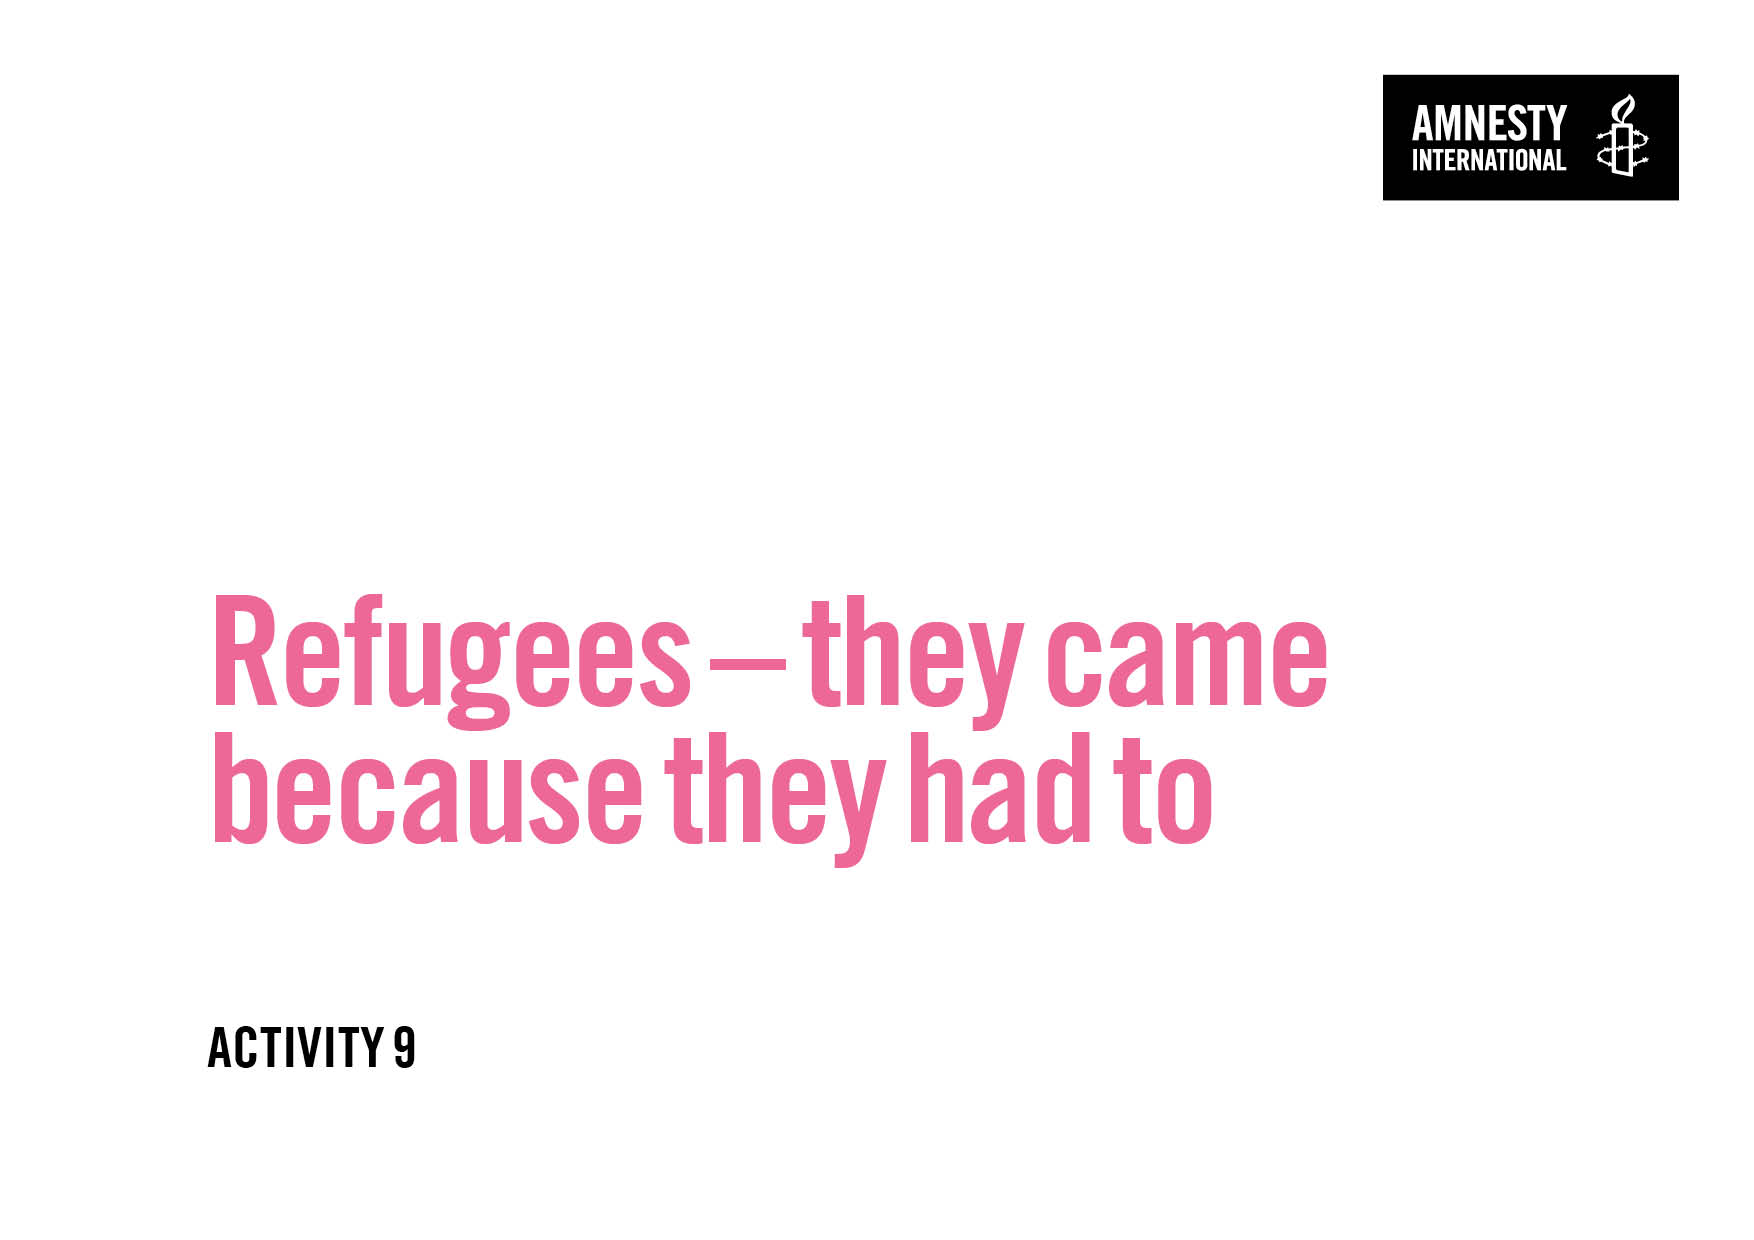 AMNESTY
INTERNATIONAL
Refugees – they came
because they had to
ACTIVITY 9